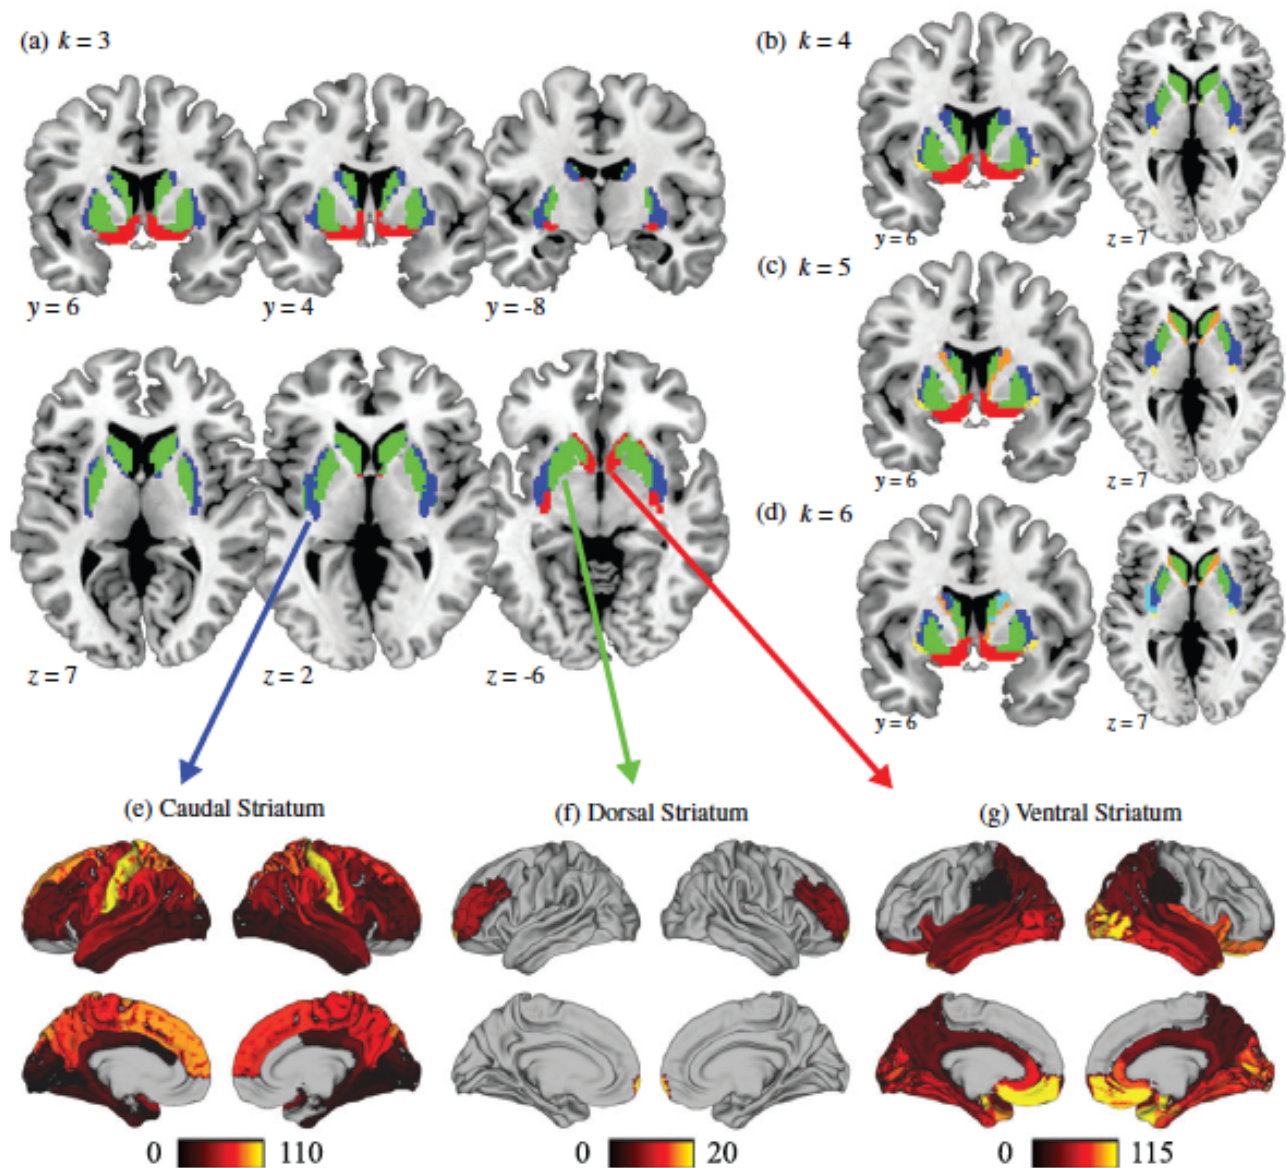 (a) k = 3
y = 6
y = 4
y = -8
z = 7
z = 2
z = -6
(b) k = 4
y = 6
z = 7
(c) k = 5
y = 6
z = 7
(d) k = 6
y = 6
z = 7
(e) Caudal Striatum
(f) Dorsal Striatum
(g) Ventral Striatum
0 110
0 20
0 115